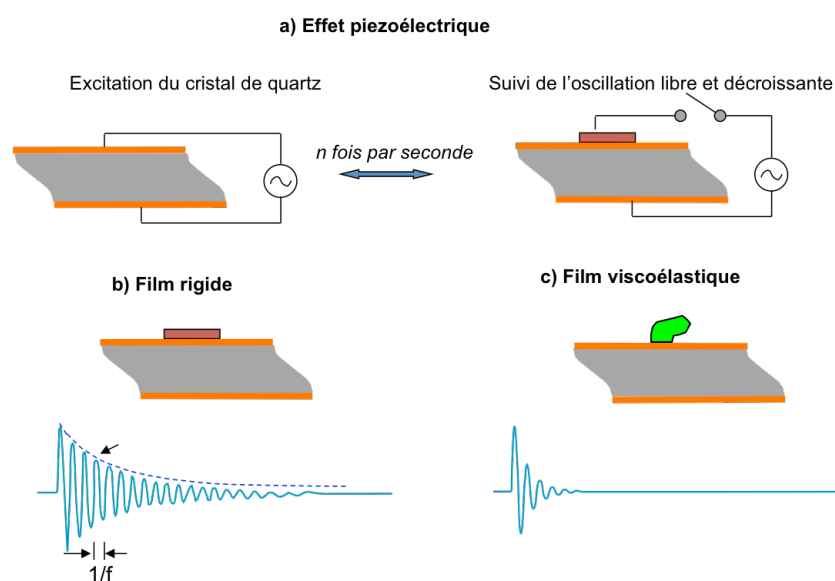 a) Effet piezoélectrique
Excitation du cristal de quartz
Suivi de l'oscillation libre et décroissante
n fois par seconde
b) Film rigide
c) Film viscoélastique
1/f